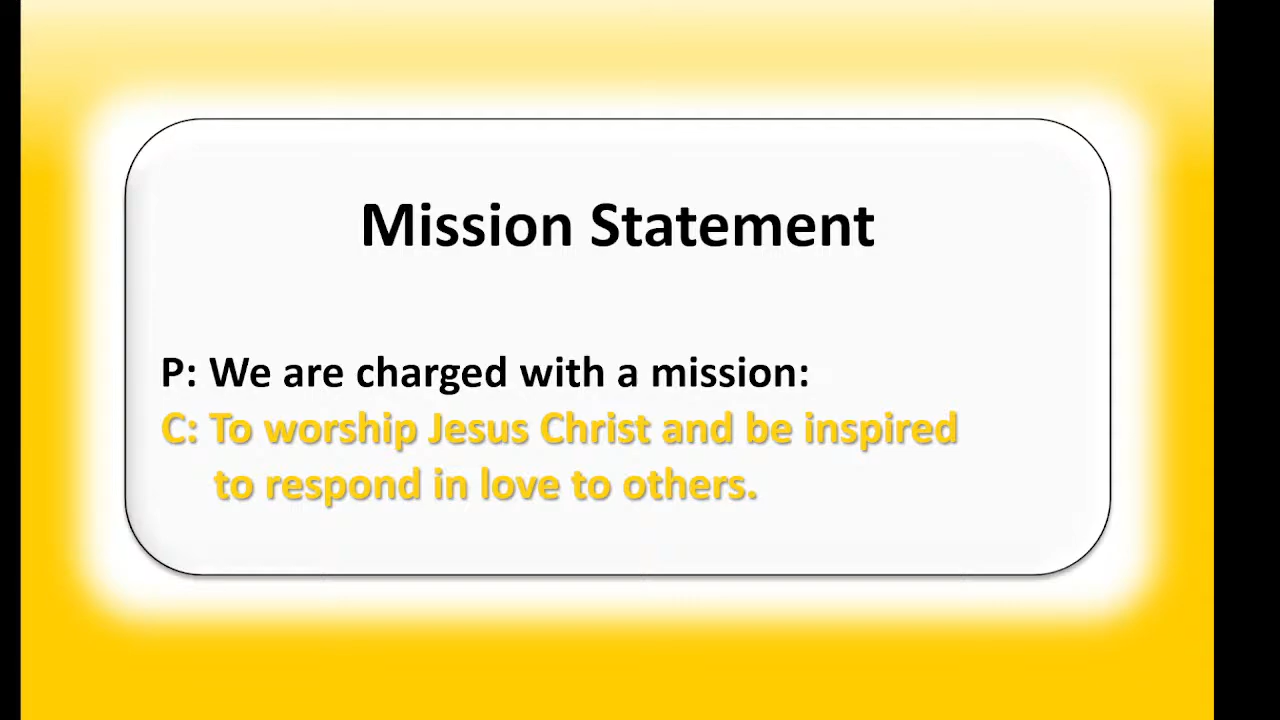 Mission Statement
P: We are charged with a mission:
C: To worship Jesus Christ and be inspired
to respond in love to others.